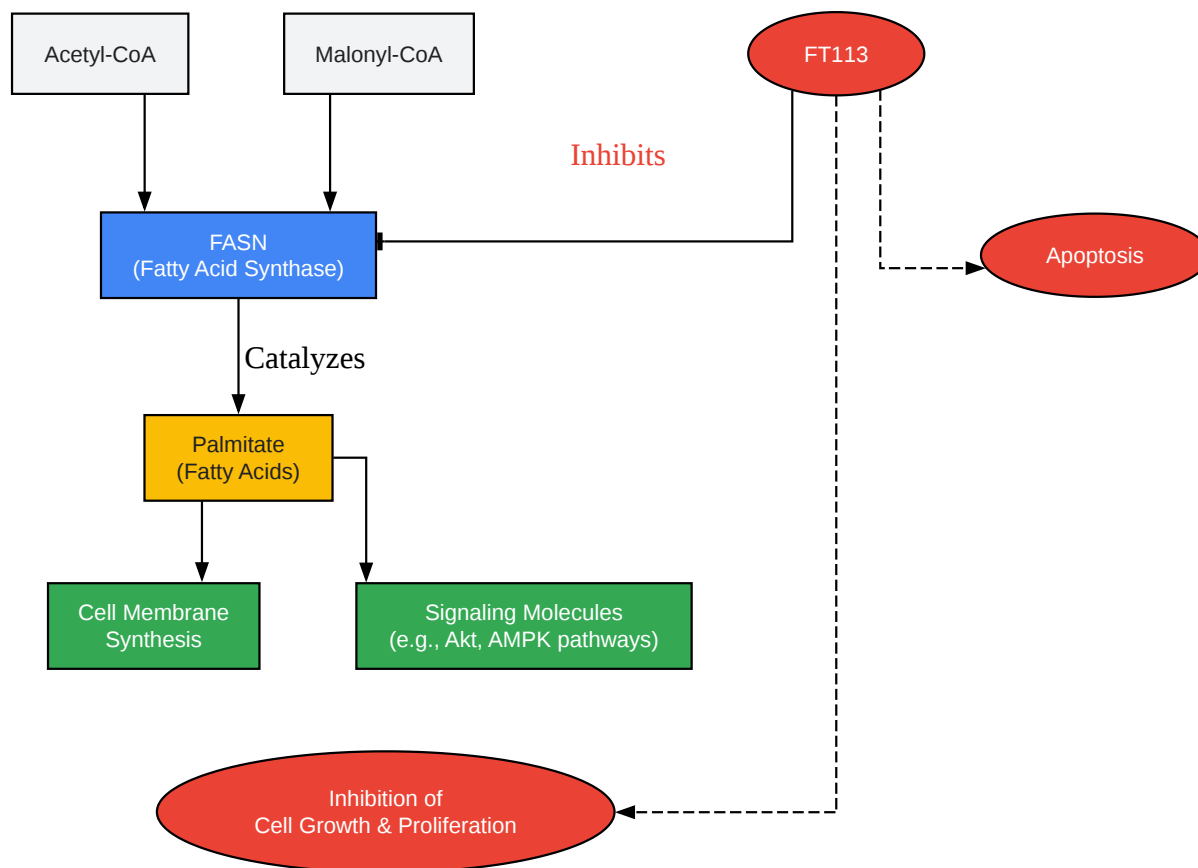 Acetyl-CoA
Malonyl-CoA
FT113
Inhibits
FASN
(Fatty Acid Synthase)
Apoptosis
Catalyzes
Palmitate
(Fatty Acids)
Cell Membrane
Synthesis
Signaling Molecules
(e.g., Akt, AMPK pathways)
Inhibition of
Cell Growth & Proliferation